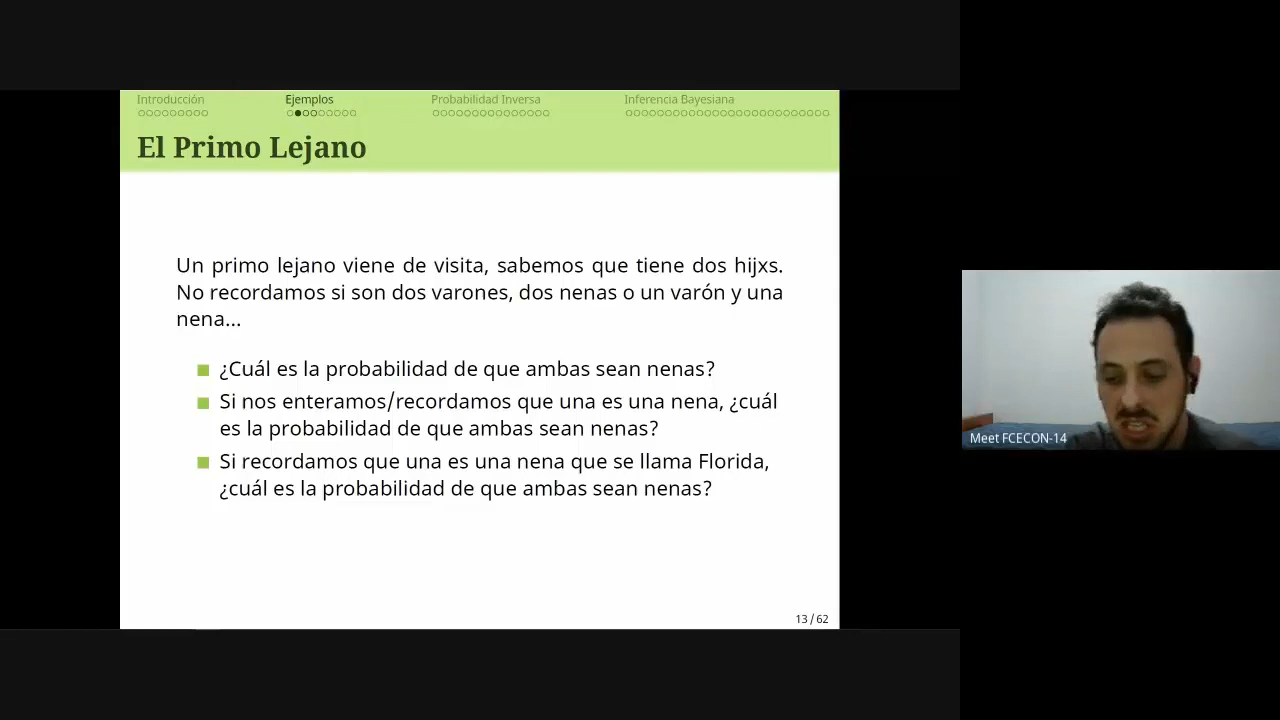 Introducción Ejemplos Probabilidad Inversa Inferencia Bayesiana
El Primo Lejano
Un primo lejano viene de visita, sabemos que tiene dos hijxs.
No recordamos si son dos varones, dos nenas o un varón y una
nena...
¿Cuál es la probabilidad de que ambas sean nenas?
Si nos enteramos/recordamos que una es una nena, ¿cuál
es la probabilidad de que ambas sean nenas?
Si recordamos que una es una nena que se llama Florida,
¿cuál es la probabilidad de que ambas sean nenas?
Meet FCECON-14
13 / 62